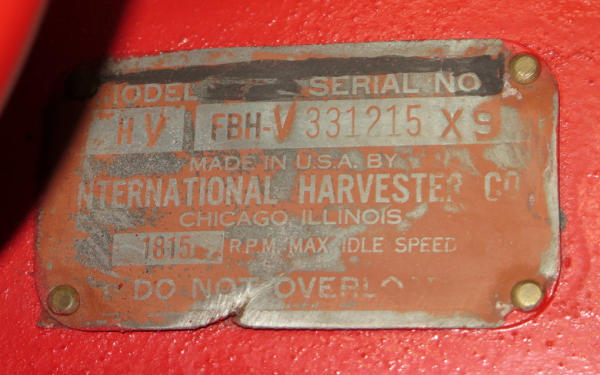 MODEL SERIAL NO
HV FBH-V 331215 X9
MADE IN U.S.A. BY
INTERNATIONAL HARVESTER CO
CHICAGO, ILLINOIS
1815 R.P.M. MAX IDLE SPEED
DO NOT